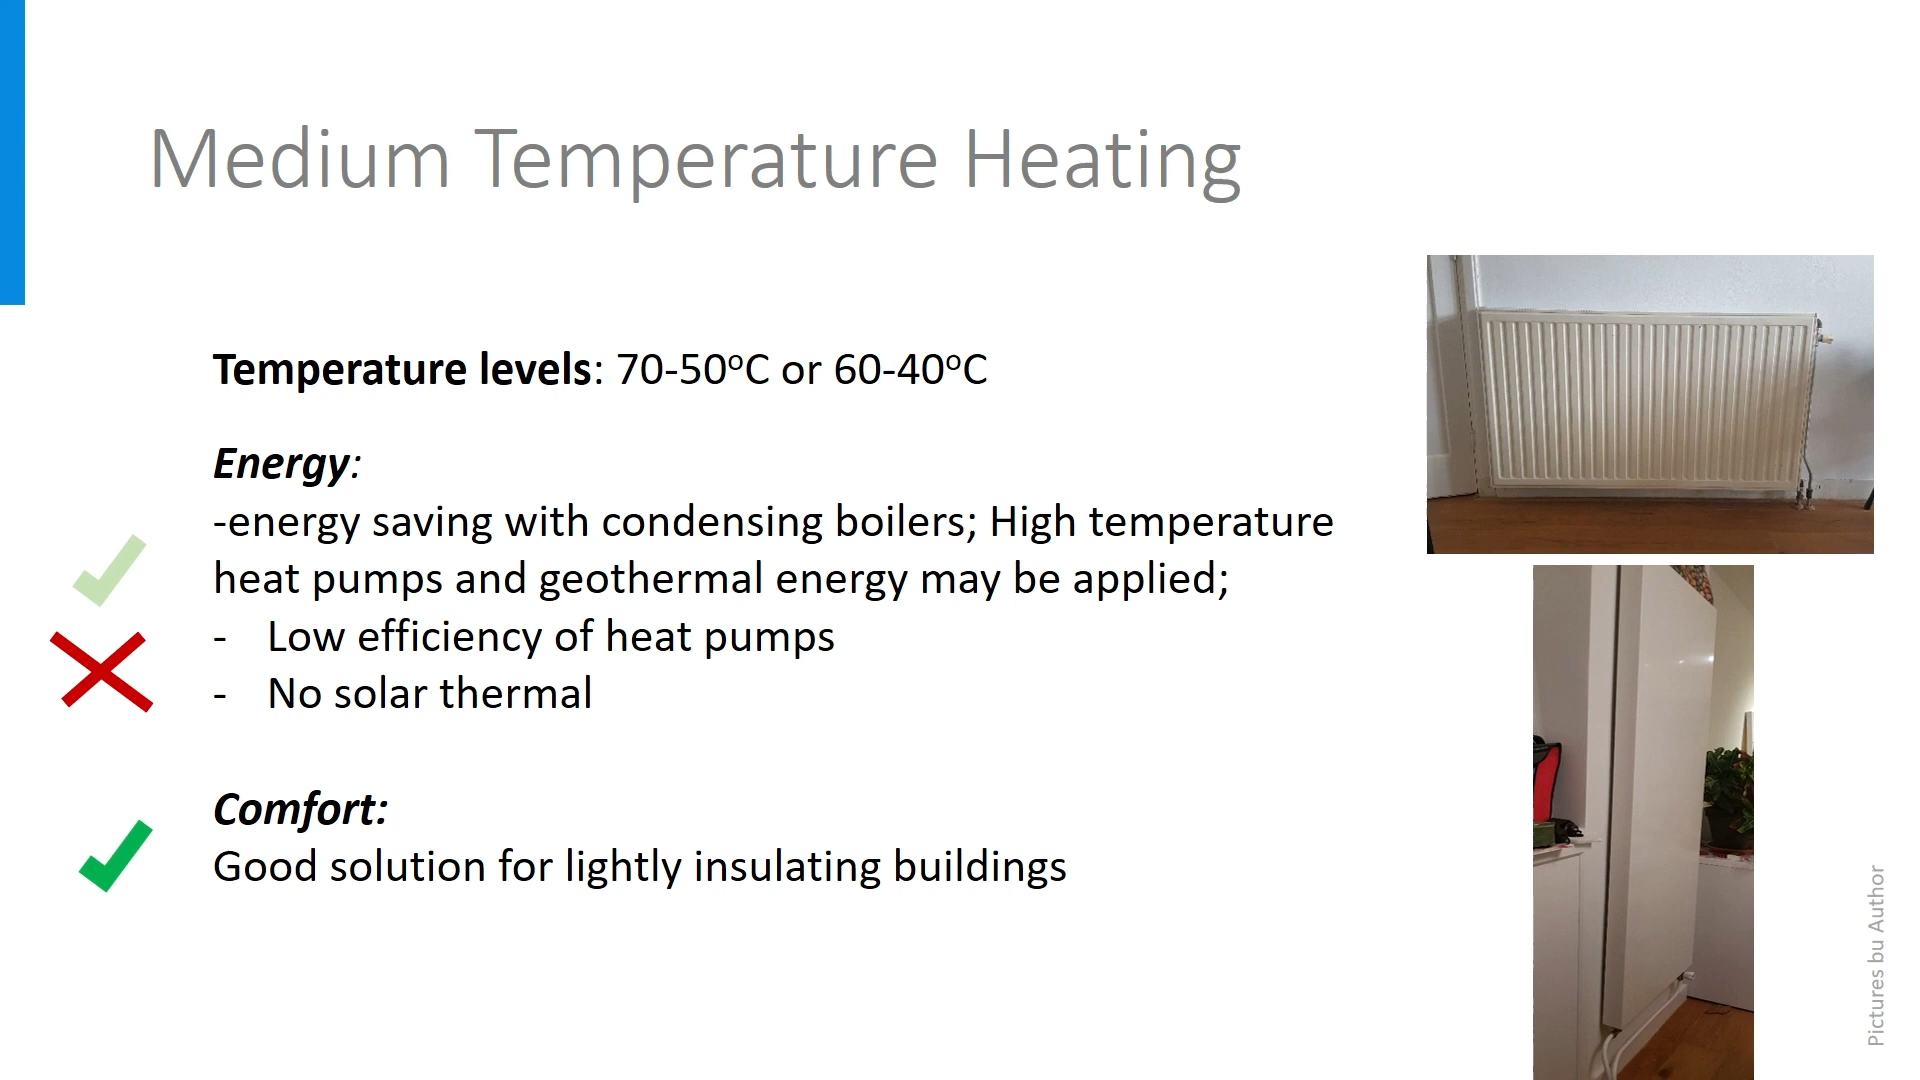 Medium Temperature Heating
Temperature levels: 70-50ºC or 60-40ºC
Energy:
-energy saving with condensing boilers; High temperature
heat pumps and geothermal energy may be applied;
- Low efficiency of heat pumps
- No solar thermal
Comfort:
Good solution for lightly insulating buildings
Pictures bu Author